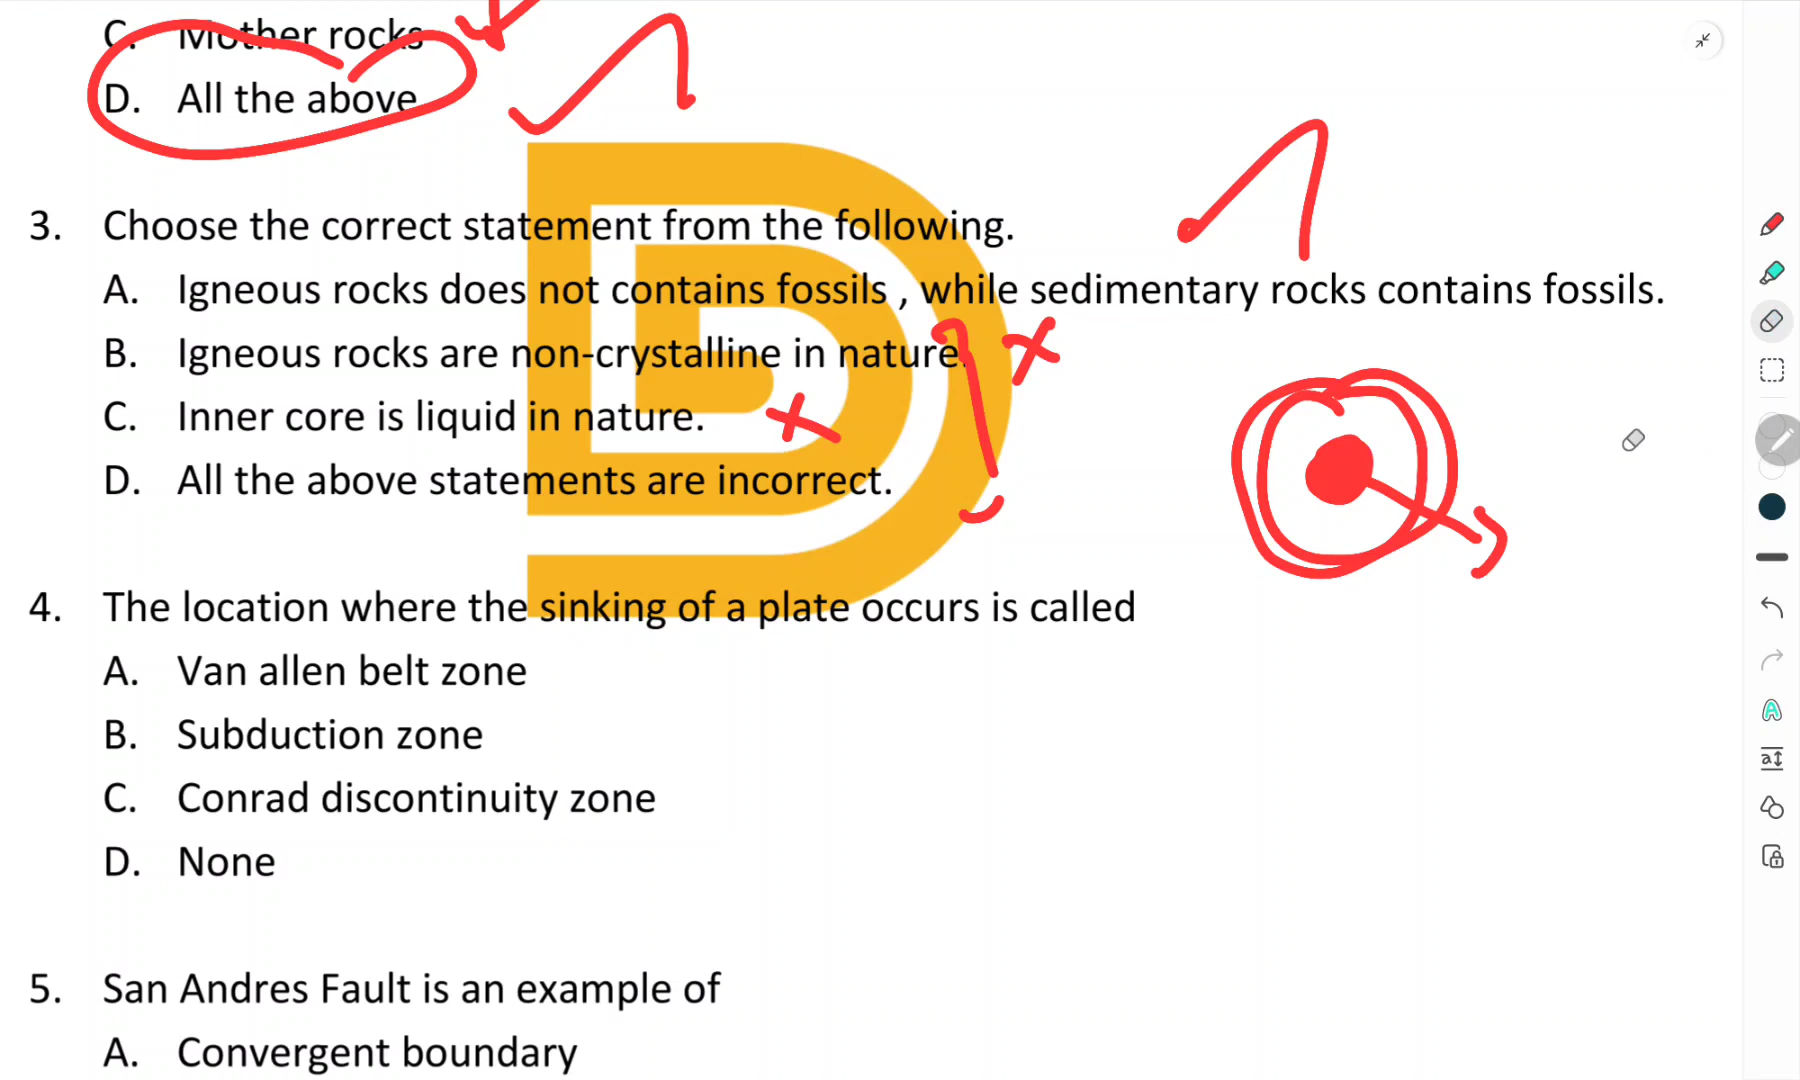 C. Mother rocks
D. All the above
3. Choose the correct statement from the following.
A. Igneous rocks does not contains fossils , while sedimentary rocks contains fossils.
B. Igneous rocks are non-crystalline in nature.
C. Inner core is liquid in nature.
D. All the above statements are incorrect.
4. The location where the sinking of a plate occurs is called
A. Van allen belt zone
B. Subduction zone
C. Conrad discontinuity zone
D. None
5. San Andres Fault is an example of
A. Convergent boundary